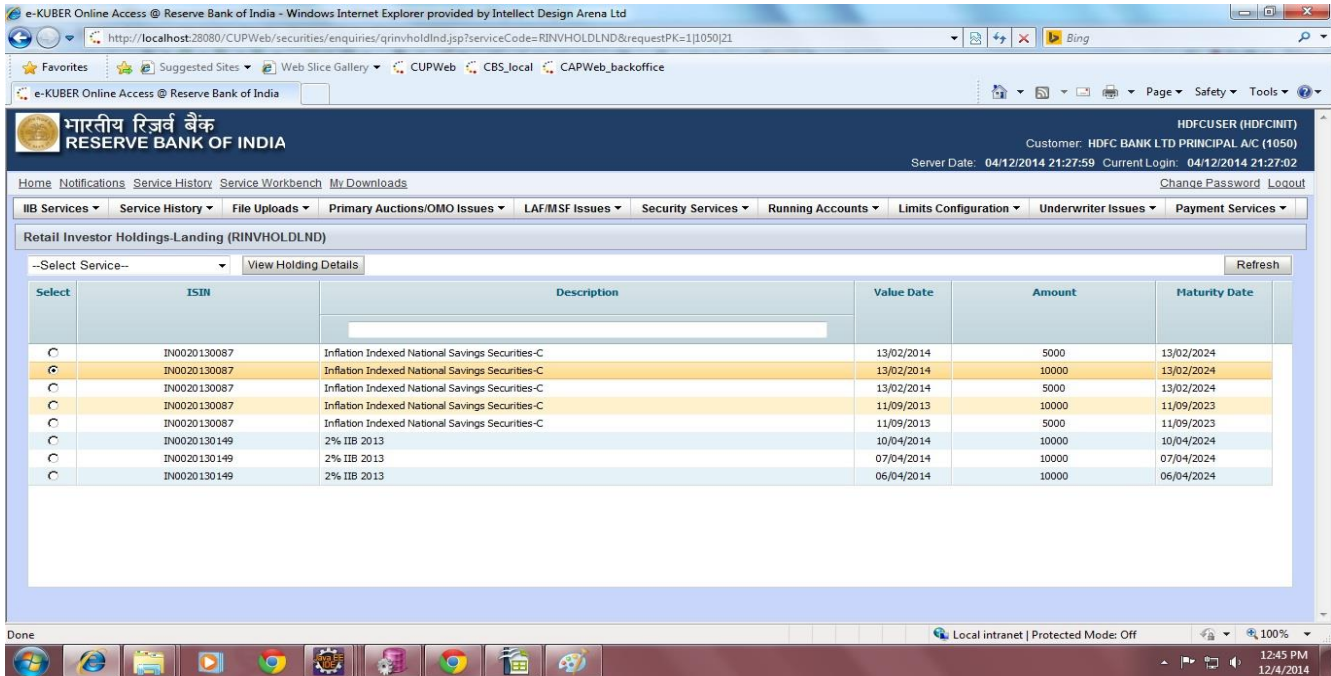 e-KUBER Online Access @ Reserve Bank of India - Windows Internet Explorer provided by Intellect Design Arena Ltd
http://localhost:28080/CUPWeb/securities/enquiries/qrinvholdlnd.jsp?serviceCode=RINVHOLDLND&requestPK=1|1050|21 Bing
Favorites Suggested Sites Web Slice Gallery CUPWeb CBS_local CAPWeb_backoffice
e-KUBER Online Access @ Reserve Bank of India Page Safety Tools
भारतीय रिज़र्व बैंक
RESERVE BANK OF INDIA
HDFCUSER (HDFCINIT)
Customer: HDFC BANK LTD PRINCIPAL A/C (1050)
Server Date: 04/12/2014 21:27:59 Current Login: 04/12/2014 21:27:02
Home Notifications Service History Service Workbench My Downloads Change Password Logout
IIB Services Service History File Uploads Primary Auctions/OMO Issues LAF/MSF Issues Security Services Running Accounts Limits Configuration Underwriter Issues Payment Services
Retail Investor Holdings-Landing (RINVHOLDLND)
--Select Service-- View Holding Details Refresh
Select ISIN Description Value Date Amount Maturity Date
IN0020130087 Inflation Indexed National Savings Securities-C 13/02/2014 5000 13/02/2024
IN0020130087 Inflation Indexed National Savings Securities-C 13/02/2014 10000 13/02/2024
IN0020130087 Inflation Indexed National Savings Securities-C 13/02/2014 5000 13/02/2024
IN0020130087 Inflation Indexed National Savings Securities-C 11/09/2013 10000 11/09/2023
IN0020130087 Inflation Indexed National Savings Securities-C 11/09/2013 5000 11/09/2023
IN0020130149 2% IIB 2013 10/04/2014 10000 10/04/2024
IN0020130149 2% IIB 2013 07/04/2014 10000 07/04/2024
IN0020130149 2% IIB 2013 06/04/2014 10000 06/04/2024
Done Local intranet | Protected Mode: Off 100%
Java EE IDE 12:45 PM
12/4/2014